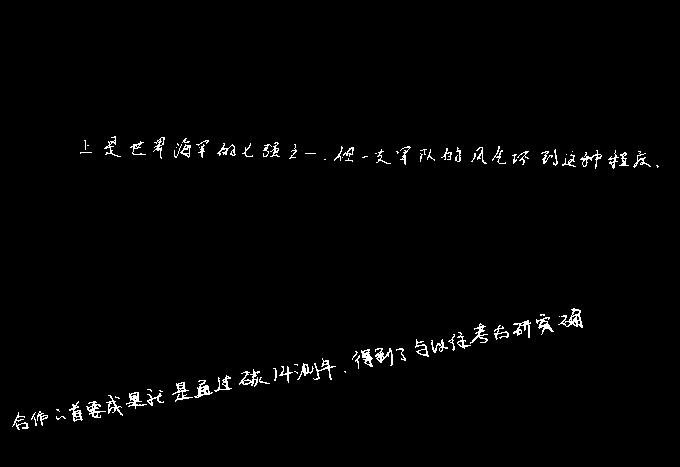 上是世界海军的七强之一.但一支军队的风气坏到这种程度.
合作的首要成果就是通过碳14测年.得到了与以往考古研究确